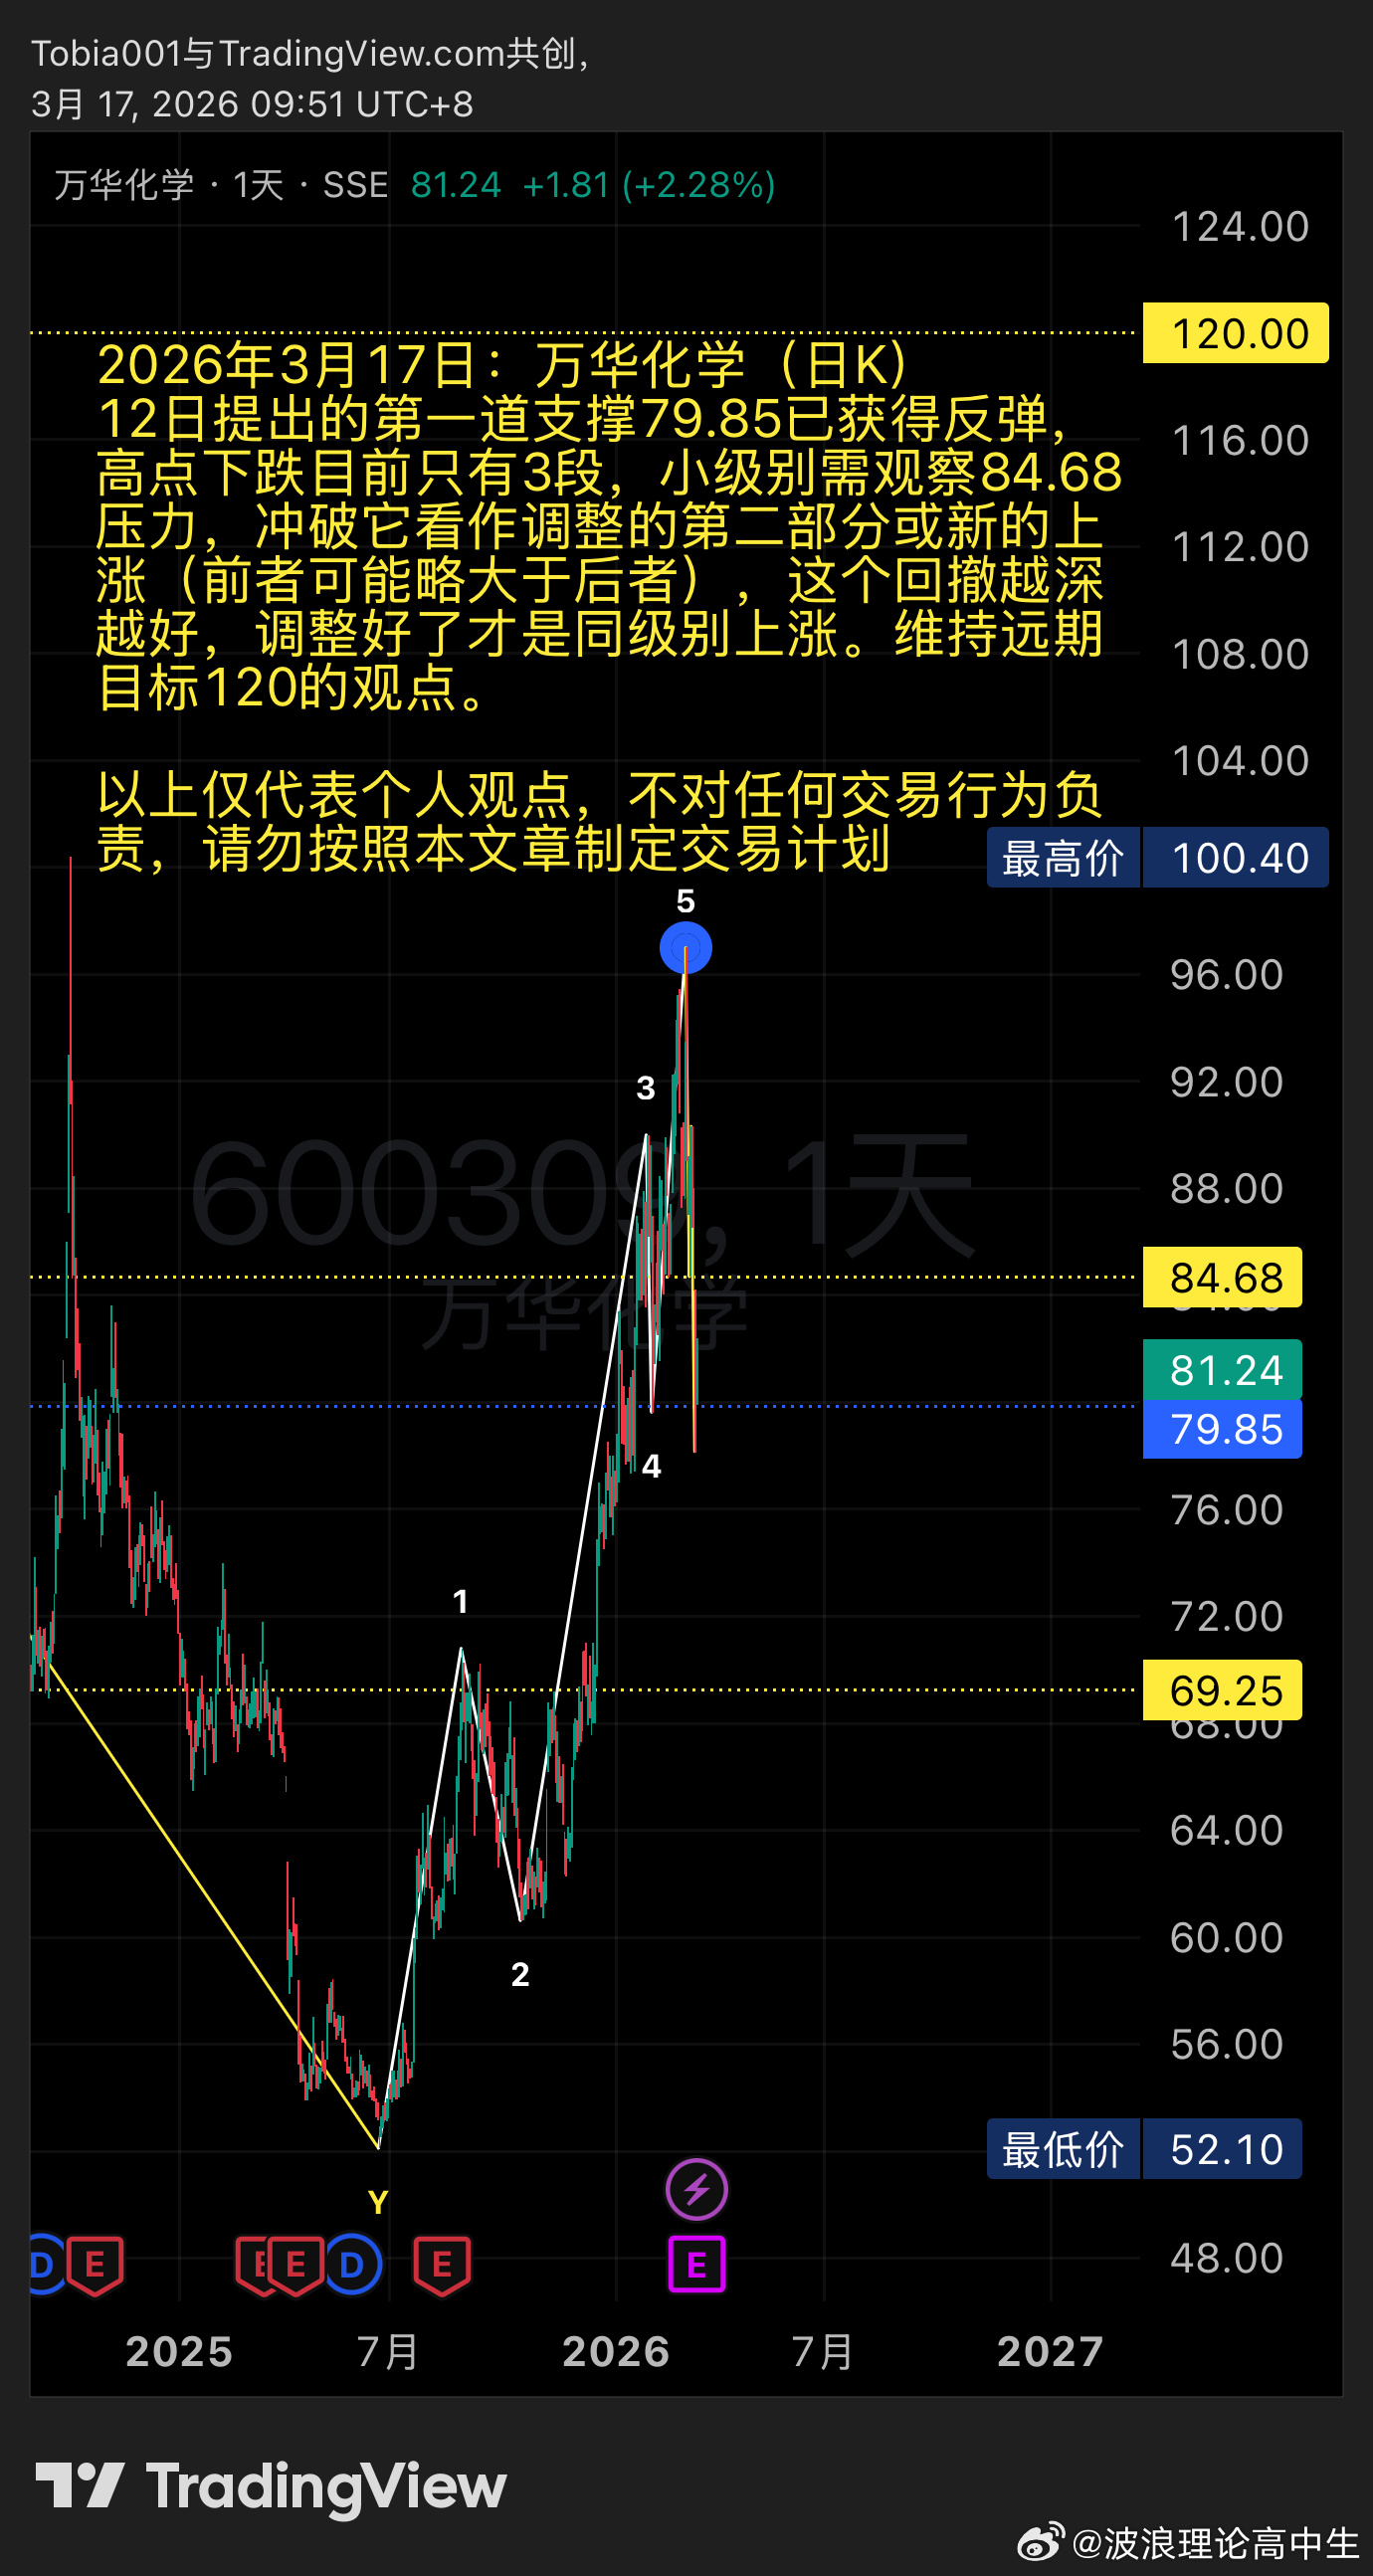 Tobia001与TradingView.com共创，
3月 17, 2026 09:51 UTC+8
万华化学 · 1天 · SSE 81.24 +1.81 (+2.28%)
124.00
120.00
2026年3月17日：万华化学（日K）
12日提出的第一道支撑79.85已获得反弹，
高点下跌目前只有3段，小级别需观察84.68
压力，冲破它看作调整的第二部分或新的上
涨（前者可能略大于后者），这个回撤越深
越好，调整好了才是同级别上涨。维持远期
目标120的观点。
116.00
112.00
108.00
104.00
以上仅代表个人观点，不对任何交易行为负
责，请勿按照本文章制定交易计划
最高价 100.40
5
96.00
3
92.00
600309, 1天
万华化学
88.00
84.68
81.24
79.85
4
76.00
1
72.00
69.25
68.00
64.00
60.00
2
56.00
最低价 52.10
Y
D E E E D E E
48.00
2025 7月 2026 7月 2027
TradingView
@波浪理论高中生